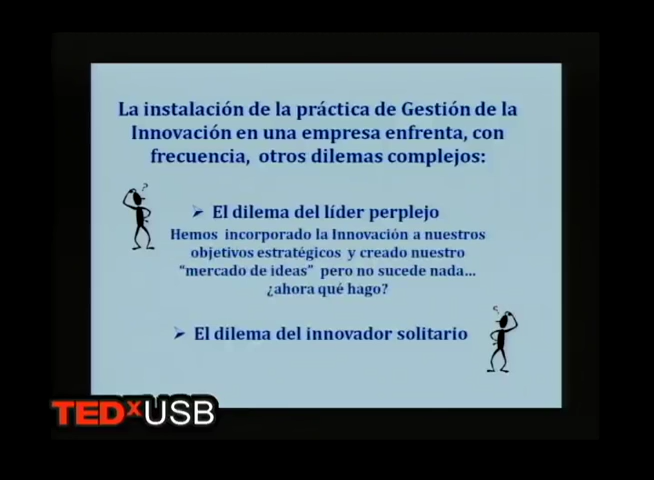 La instalación de la práctica de Gestión de la
Innovación en una empresa enfrenta, con
frecuencia, otros dilemas complejos:
?
➢ El dilema del líder perplejo
Hemos incorporado la Innovación a nuestros
objetivos estratégicos y creado nuestro
“mercado de ideas” pero no sucede nada...
¿ahora qué hago?
?
➢ El dilema del innovador solitario
TEDxUSB